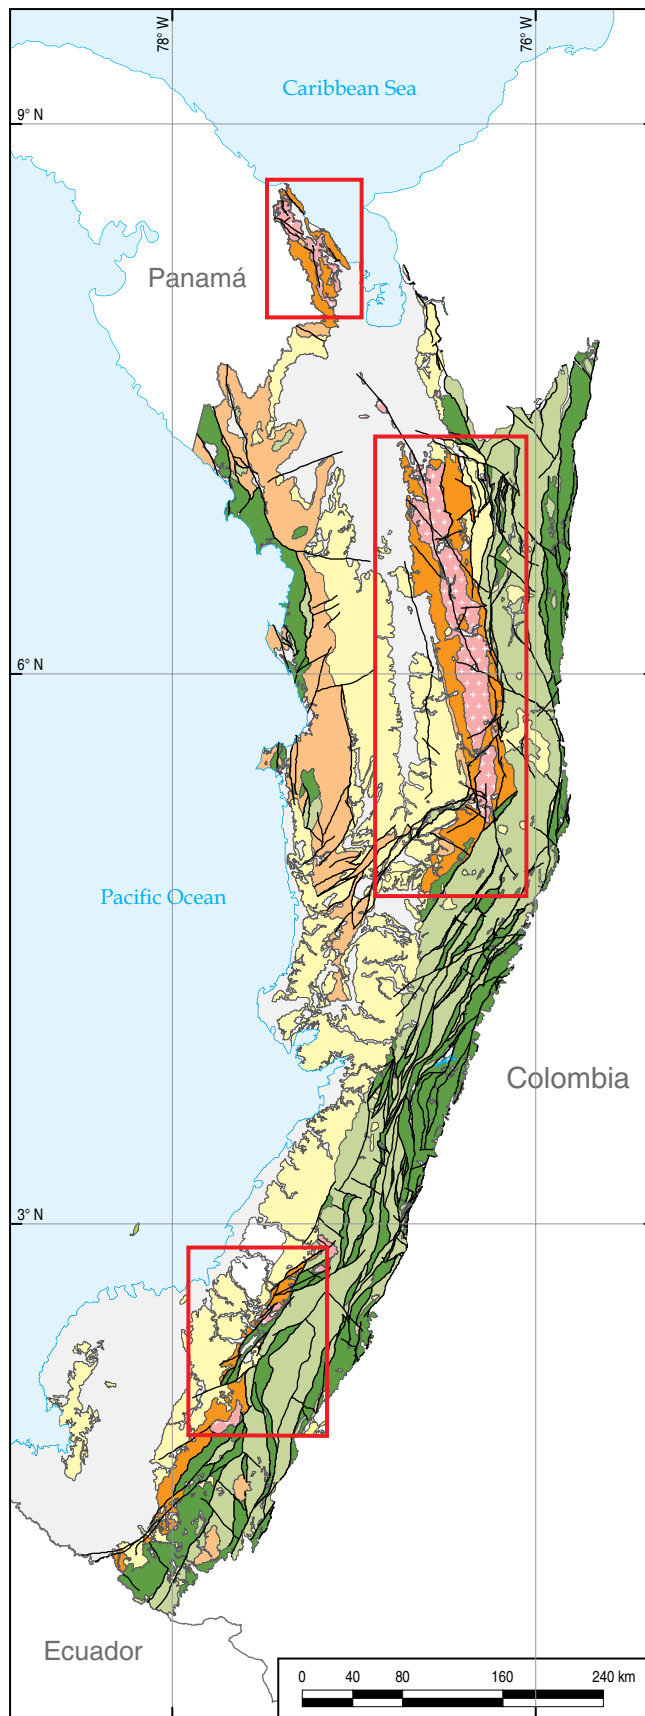 78° W
76° W
Caribbean Sea
9° N
Panamá
6° N
Pacific Ocean
Colombia
3° N
Ecuador
0 40 80 160 240 km